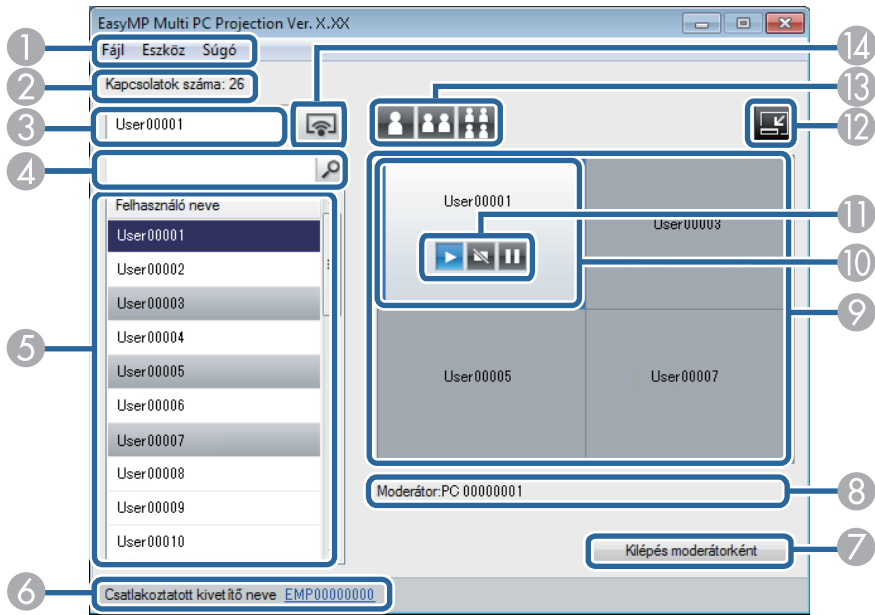 EasyMP Multi PC Projection Ver. X.XX
Fájl Eszköz Súgó
Kapcsolatok száma: 26
User00001
Felhasználó neve
User00001
User00002
User00003
User00004
User00005
User00006
User00007
User00008
User00009
User00010
Csatlakoztatott kivetítő neve EMP00000000
User00001
User00003
User00005
User00007
Moderátor:PC 00000001
Kilépés moderátorként
1
2
3
4
5
6
14
13
12
11
10
9
8
7